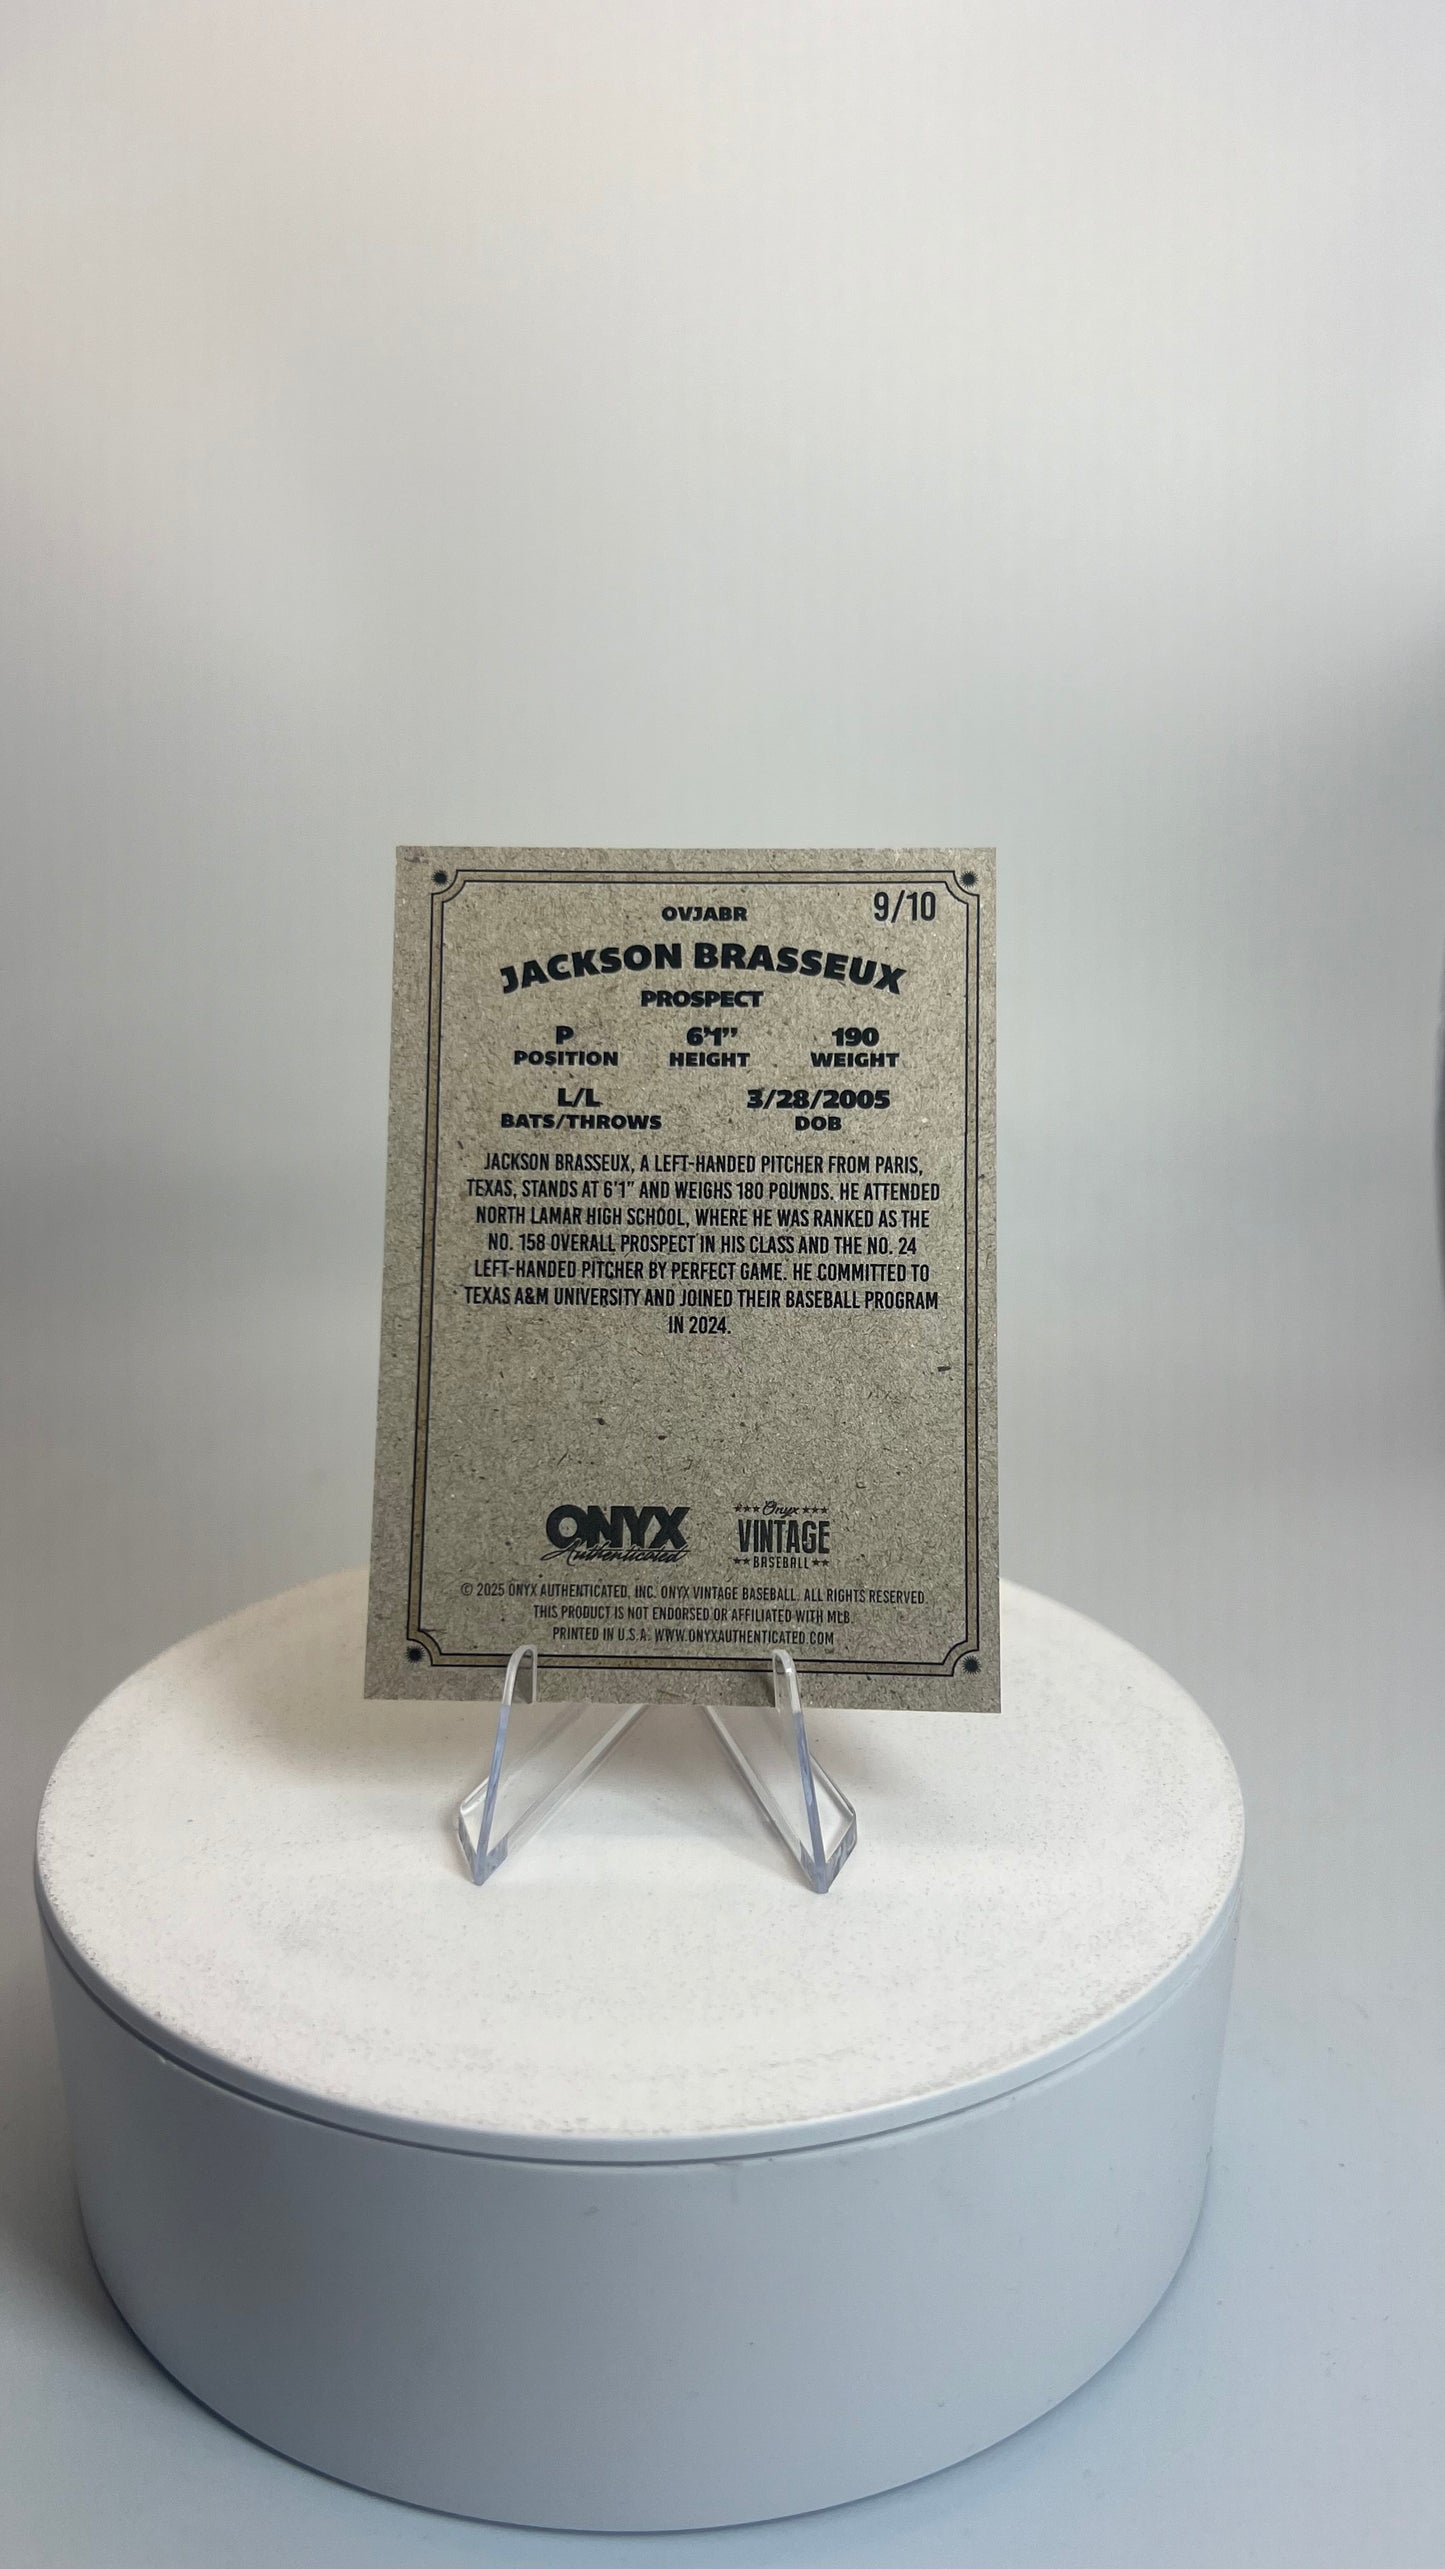 OVJABR
9/10
JACKSON BRASSEUX
PROSPECT
P 6'1" 190
POSITION HEIGHT WEIGHT
L/L 3/28/2005
BATS/THROWS DOB
JACKSON BRASSEUX, A LEFT-HANDED PITCHER FROM PARIS,
TEXAS, STANDS AT 6'1" AND WEIGHS 180 POUNDS. HE ATTENDED
NORTH LAMAR HIGH SCHOOL, WHERE HE WAS RANKED AS THE
NO. 158 OVERALL PROSPECT IN HIS CLASS AND THE NO. 24
LEFT-HANDED PITCHER BY PERFECT GAME. HE COMMITTED TO
TEXAS A&M UNIVERSITY AND JOINED THEIR BASEBALL PROGRAM
IN 2024.
ONYX
Authenticated
Onyx
VINTAGE
BASEBALL
© 2025 ONYX AUTHENTICATED, INC. ONYX VINTAGE BASEBALL. ALL RIGHTS RESERVED.
THIS PRODUCT IS NOT ENDORSED OR AFFILIATED WITH MLB.
PRINTED IN U.S.A. WWW.ONYXAUTHENTICATED.COM